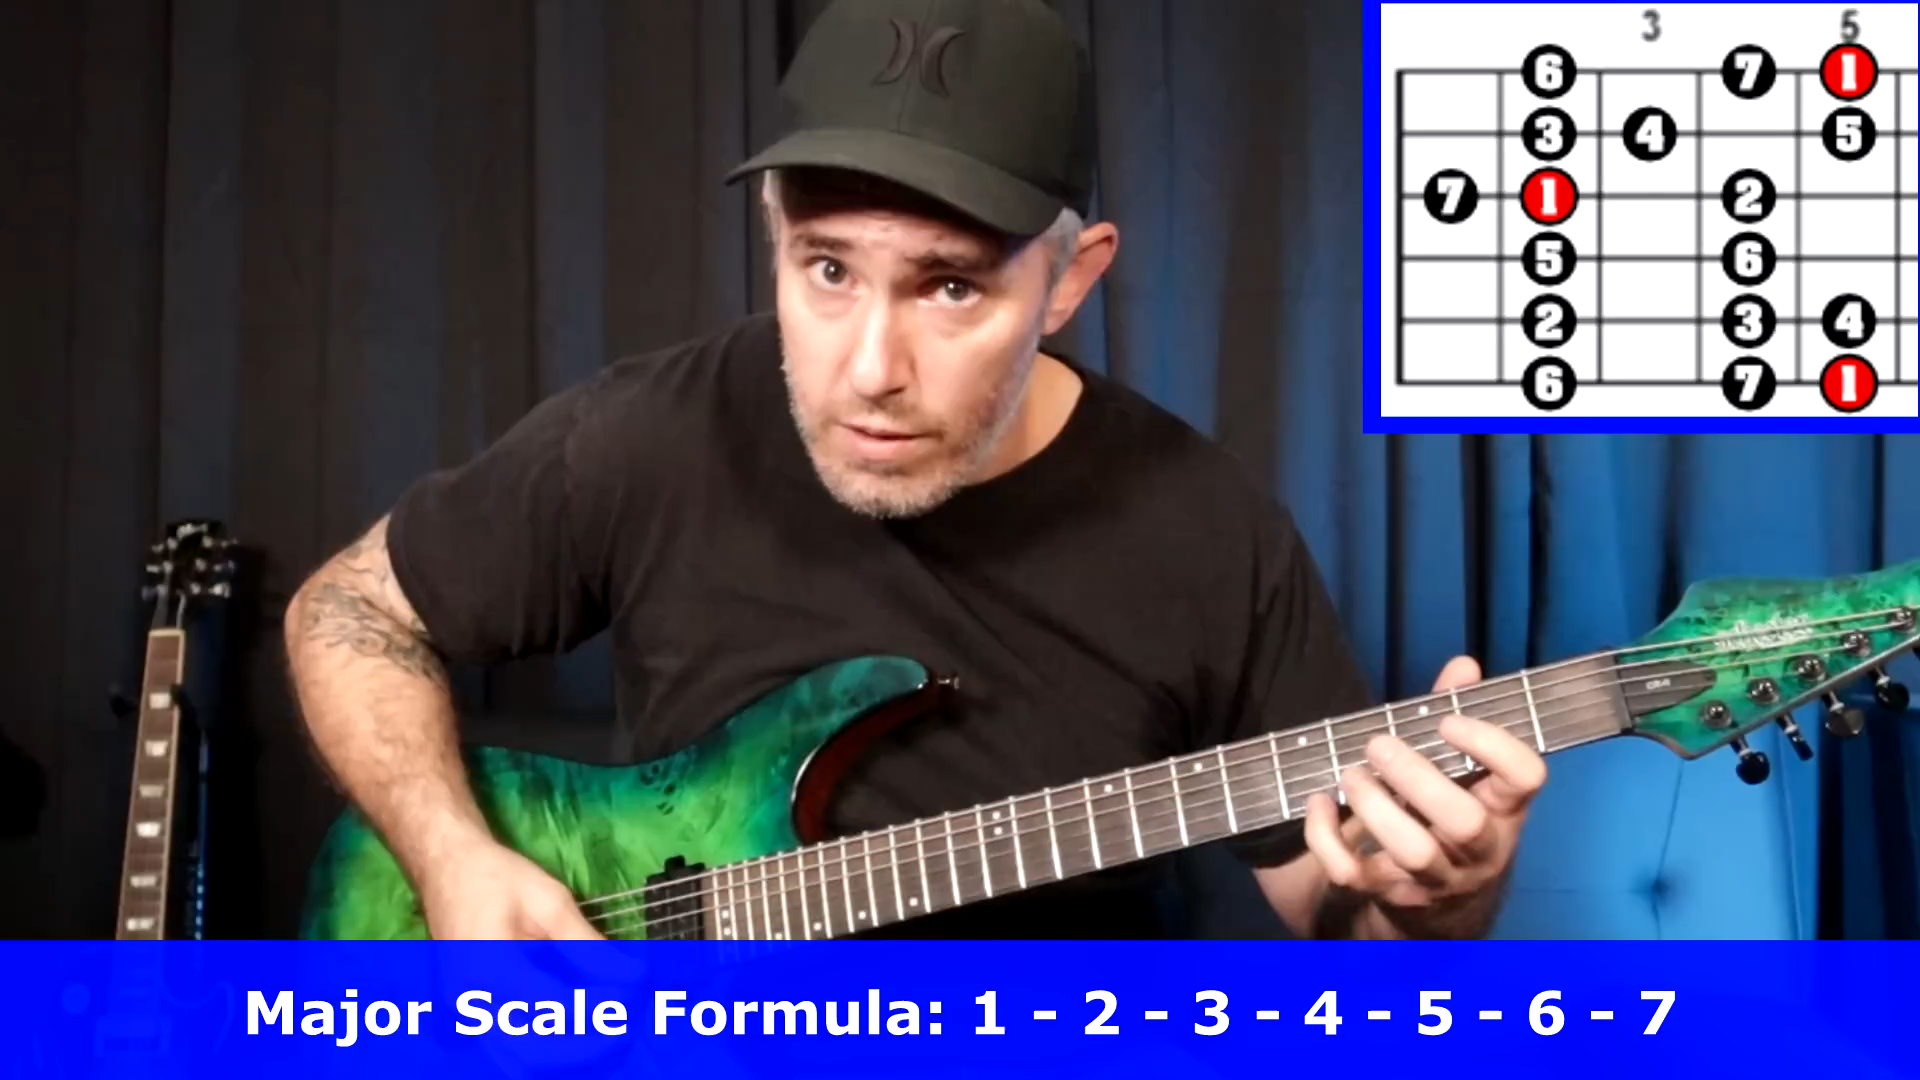 3 5
6 7 1
3 4 5
7 1 2
5 6
2 3 4
6 7 1
Major Scale Formula: 1 - 2 - 3 - 4 - 5 - 6 - 7